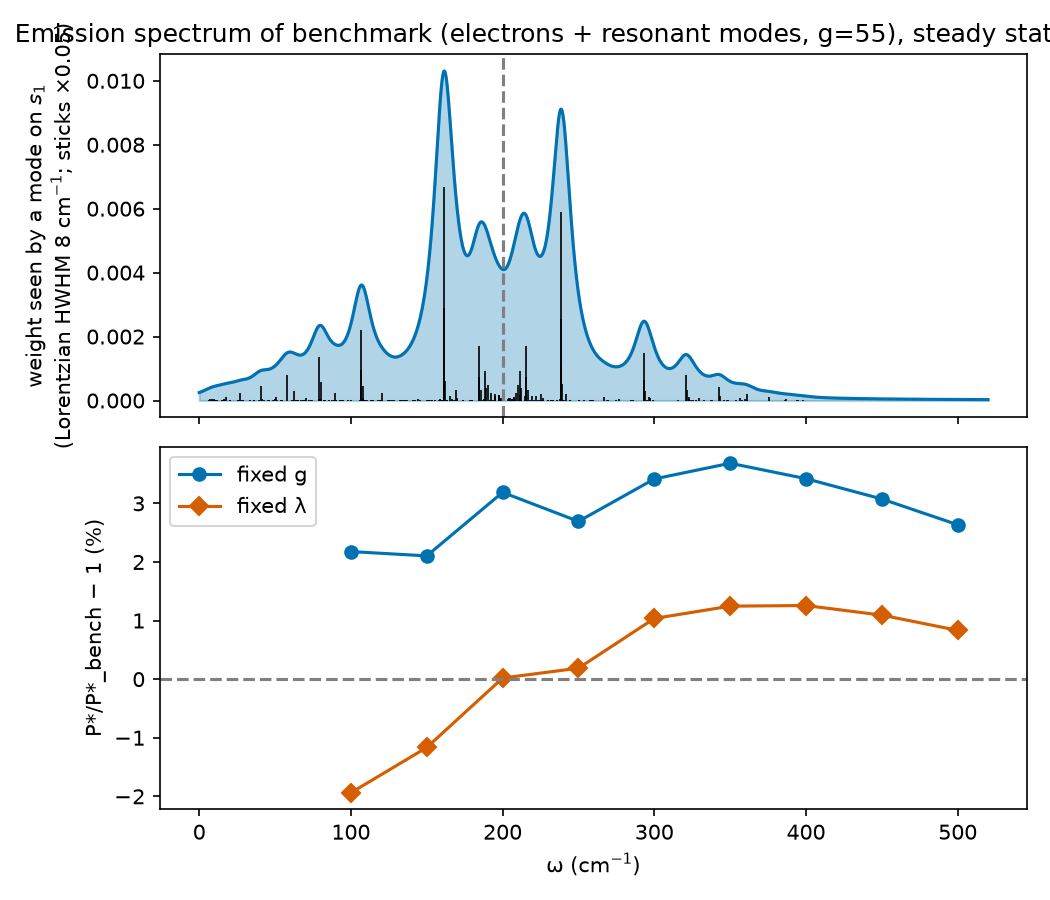 Emission spectrum of benchmark (electrons + resonant modes, g=55), steady stat
weight seen by a mode on s₁
(Lorentzian HWHM 8 cm⁻¹; sticks ×0.05)
0.010
0.008
0.006
0.004
0.002
0.000
fixed g
fixed λ
P*/P*_bench − 1 (%)
3
2
1
0
−1
−2
0 100 200 300 400 500
ω (cm⁻¹)